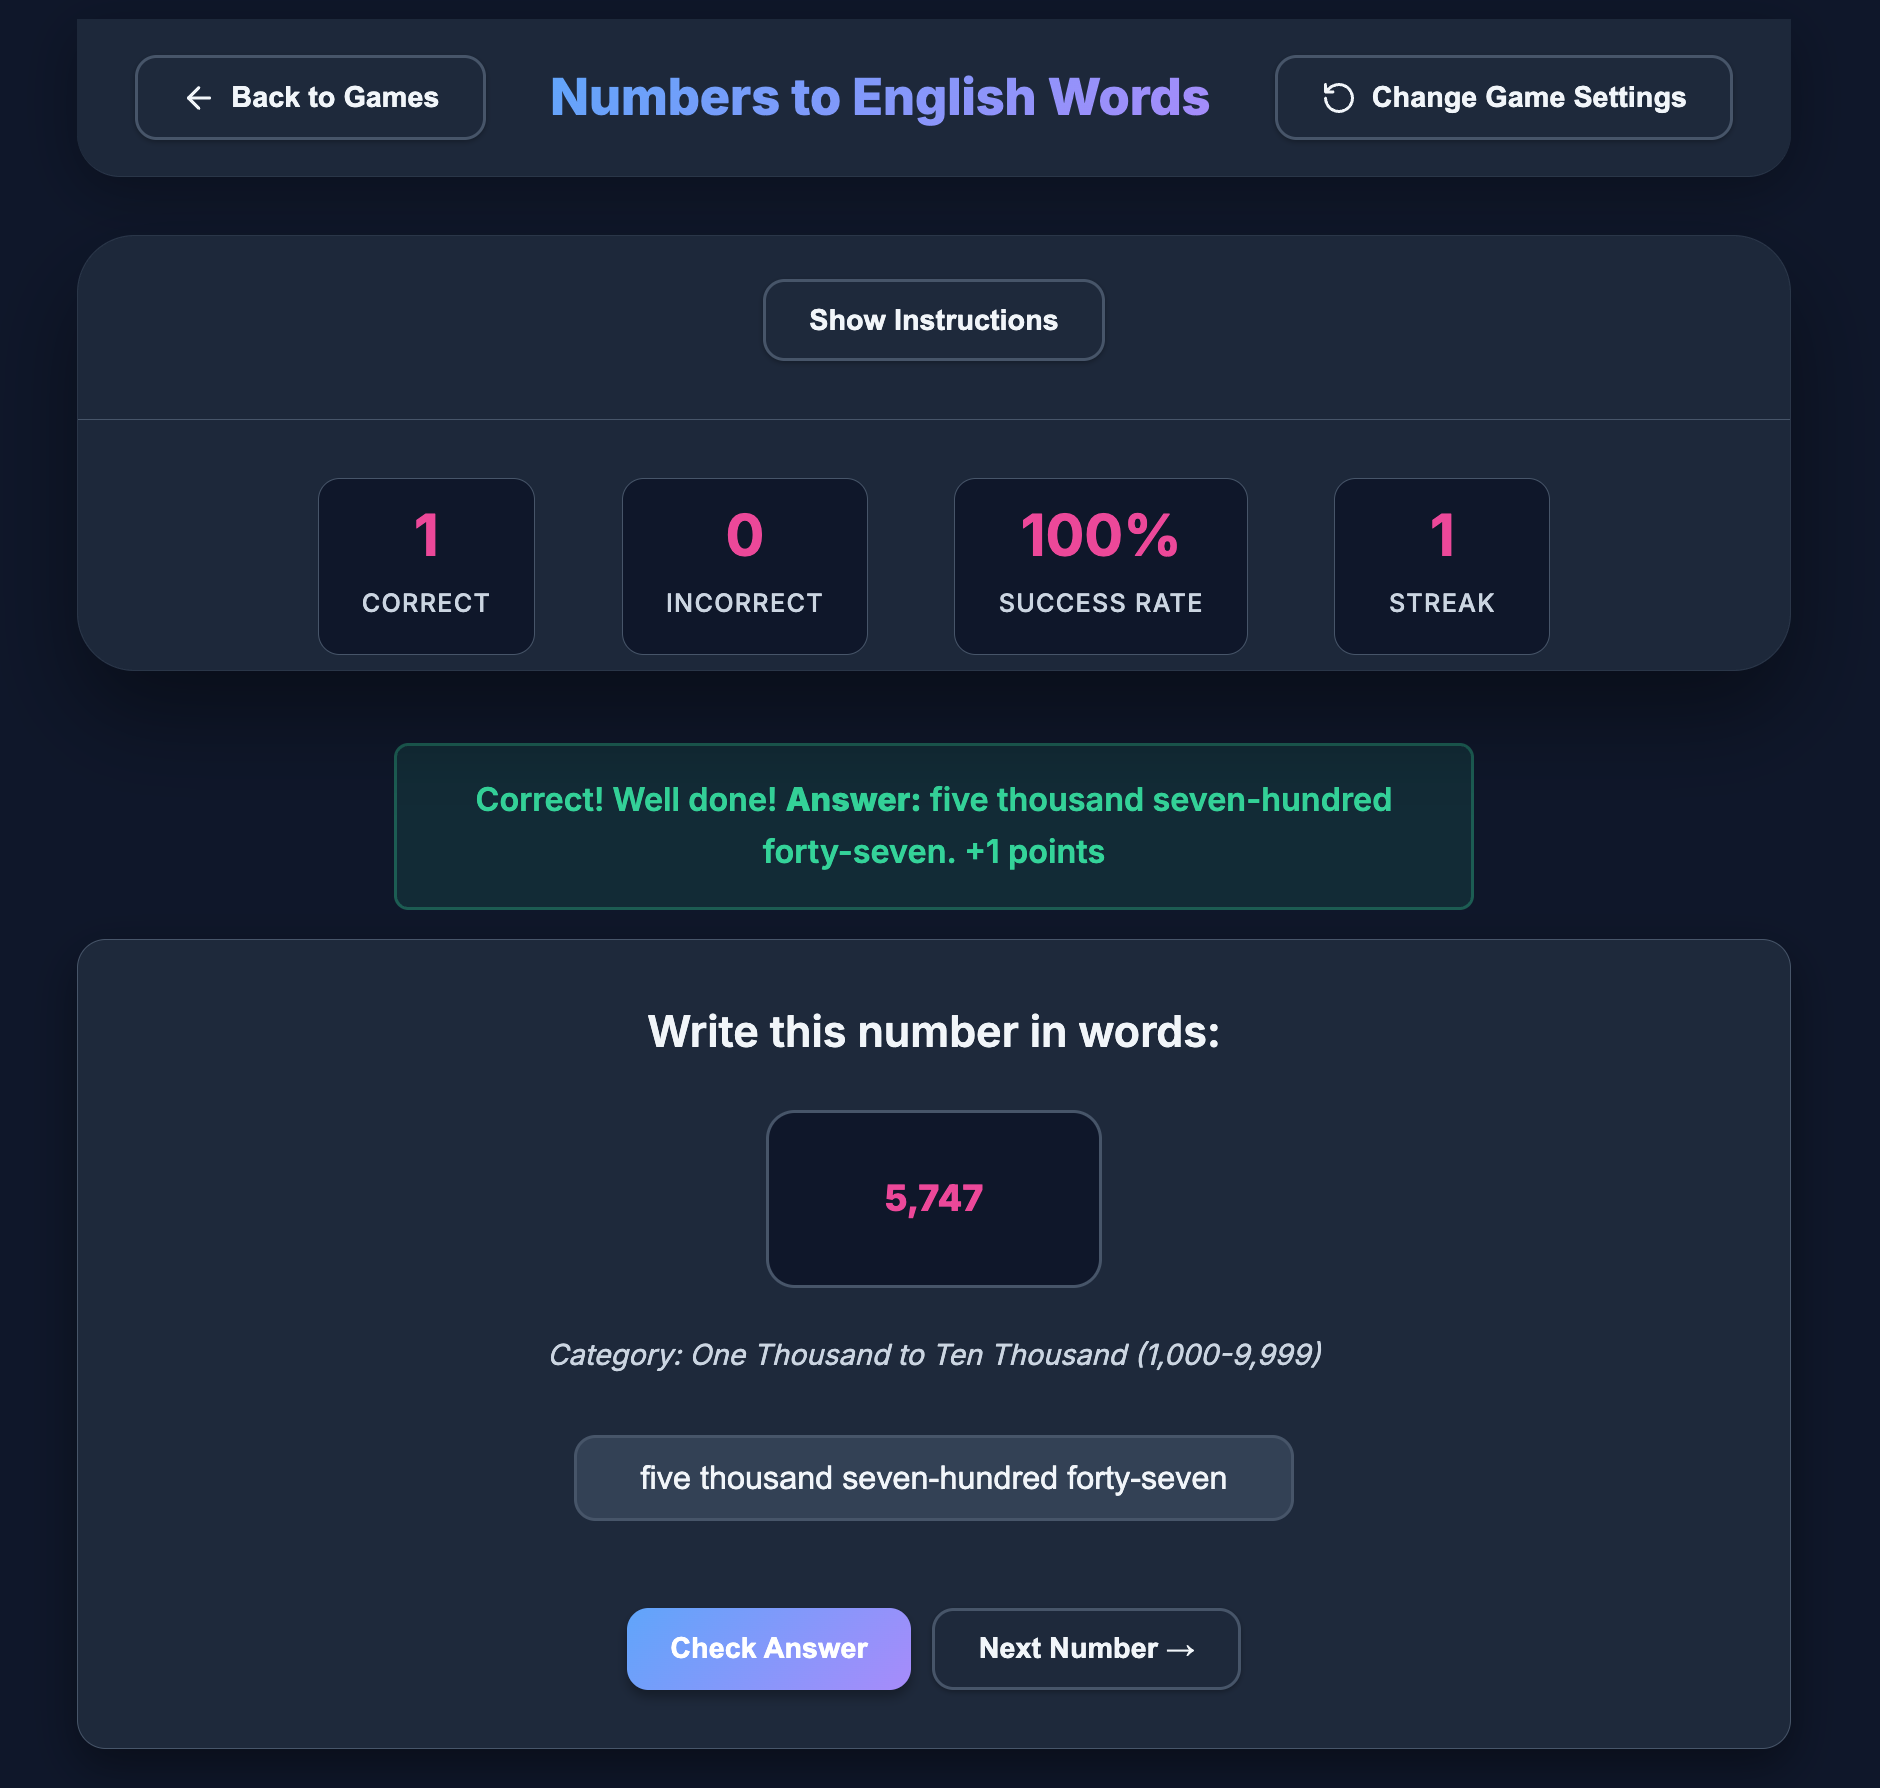 ← Back to Games
Numbers to English Words
Change Game Settings
Show Instructions
1
CORRECT
0
INCORRECT
100%
SUCCESS RATE
1
STREAK
Correct! Well done! Answer: five thousand seven-hundred
forty-seven. +1 points
Write this number in words:
5,747
Category: One Thousand to Ten Thousand (1,000-9,999)
five thousand seven-hundred forty-seven
Check Answer
Next Number →